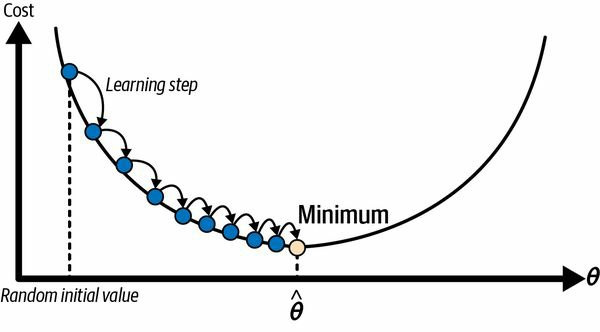 Cost
Learning step
Minimum
θ
Random initial value
θ̂